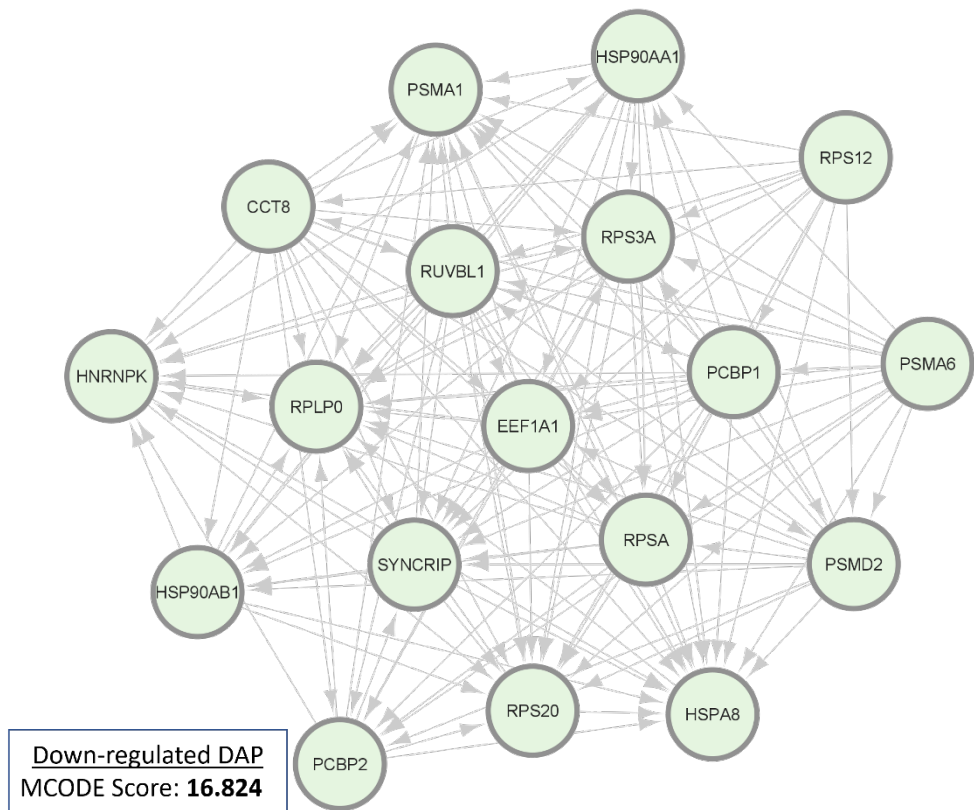 HSP90AA1
PSMA1
RPS12
CCT8
RPS3A
RUVBL1
PSMA6
PCBP1
HNRNPK
RPLP0
EEF1A1
RPSA
SYNCRIP
PSMD2
HSP90AB1
RPS20
HSPA8
PCBP2
Down-regulated DAP
MCODE Score: 16.824